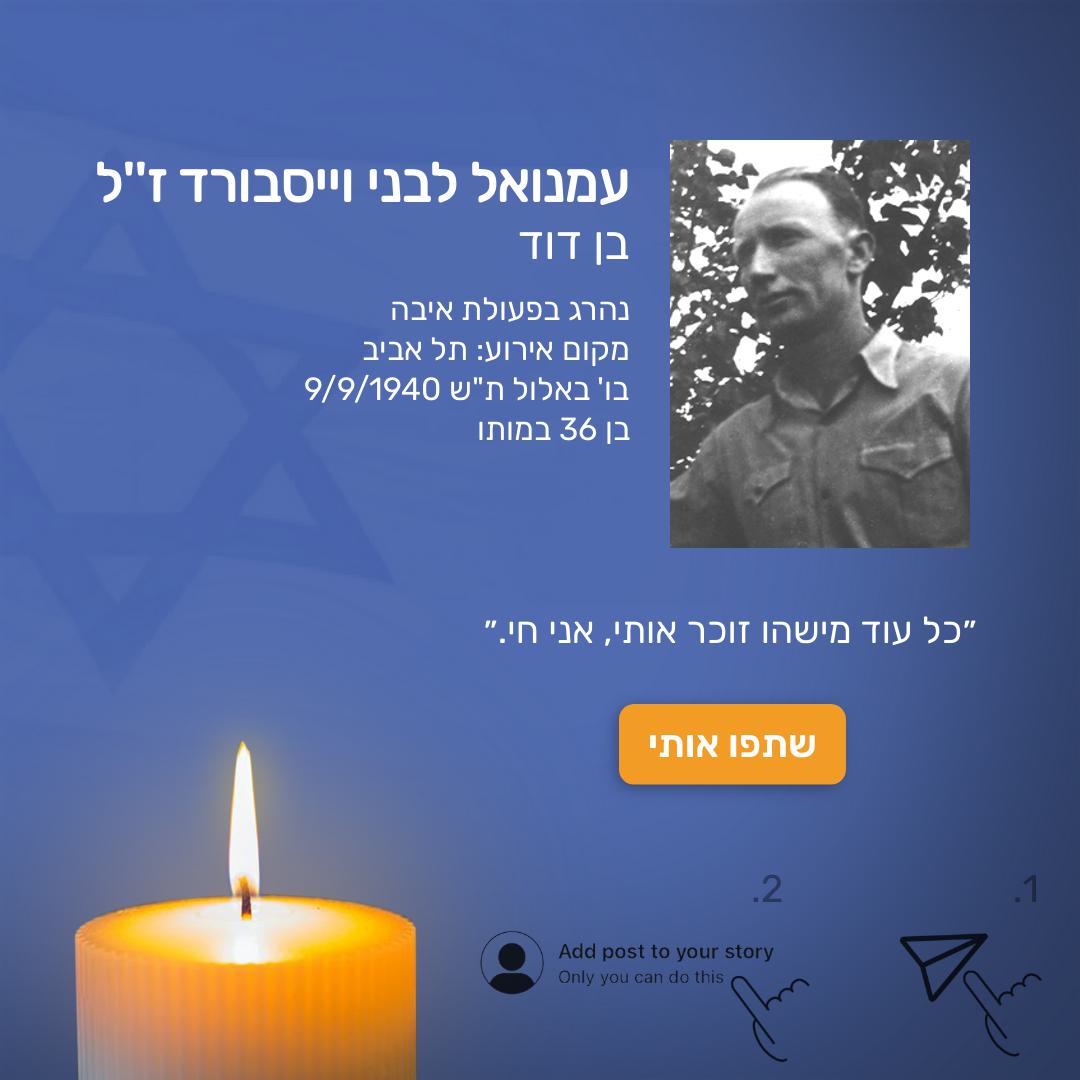 עמנואל לבני וייסבורד ז"ל
בן דוד
נהרג בפעולת איבה
מקום אירוע: תל אביב
בו' באלול ת"ש 9/9/1940
בן 36 במותו
״כל עוד מישהו זוכר אותי, אני חי.״
שתפו אותי
1.
2.
Add post to your story
Only you can do this